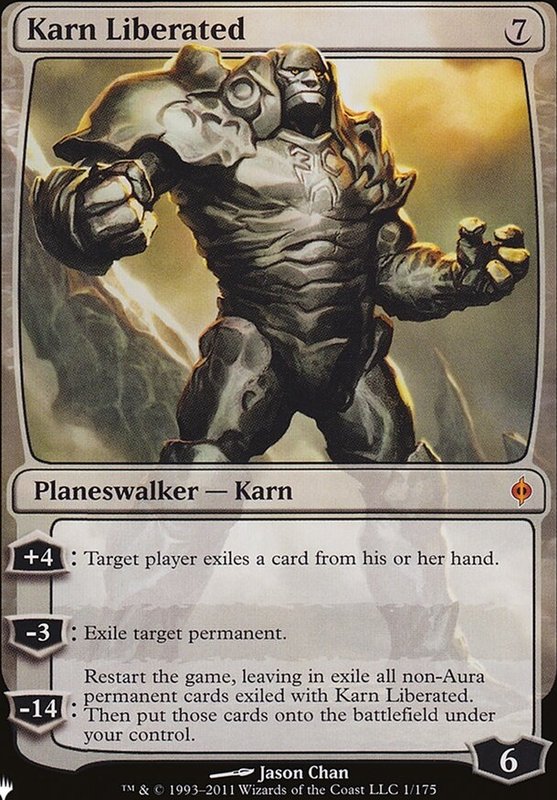 Karn Liberated 7
Planeswalker — Karn
+4 : Target player exiles a card from his or her hand.
-3 : Exile target permanent.
Restart the game, leaving in exile all non-Aura
permanent cards exiled with Karn Liberated.
-14 : Then put those cards onto the battlefield under
your control.
6
Jason Chan
™ & © 1993–2011 Wizards of the Coast LLC 1/175